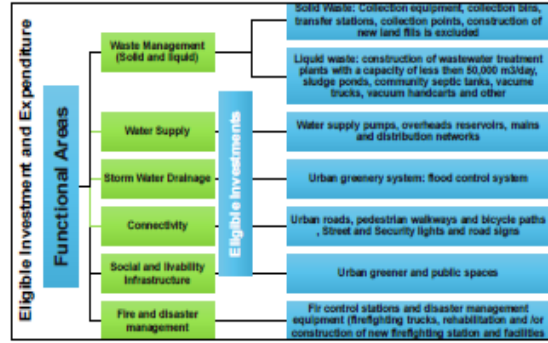 Eligible Investment and Expenditure
Functional Areas
Waste Management
(Solid and liquid)
Water Supply
Storm Water Drainage
Connectivity
Social and livability
Infrastructure
Fire and disaster
management
Eligible Investments
Solid Waste: Collection equipment, collection bins,
transfer stations, collection points, construction of
new land fills is excluded
Liquid waste: construction of wastewater treatment
plants with a capacity of less then 50,000 m3/day,
sludge ponds, community septic tanks, vacume
trucks, vacuum handcarts and other
Water supply pumps, overheads reservoirs, mains
and distribution networks
Urban greenery system: flood control system
Urban roads, pedestrian walkways and bicycle paths
, Street and Security lights and road signs
Urban greener and public spaces
Fir control stations and disaster management
equipment (firefighting trucks, rehabilitation and /or
construction of new firefighting station and facilities